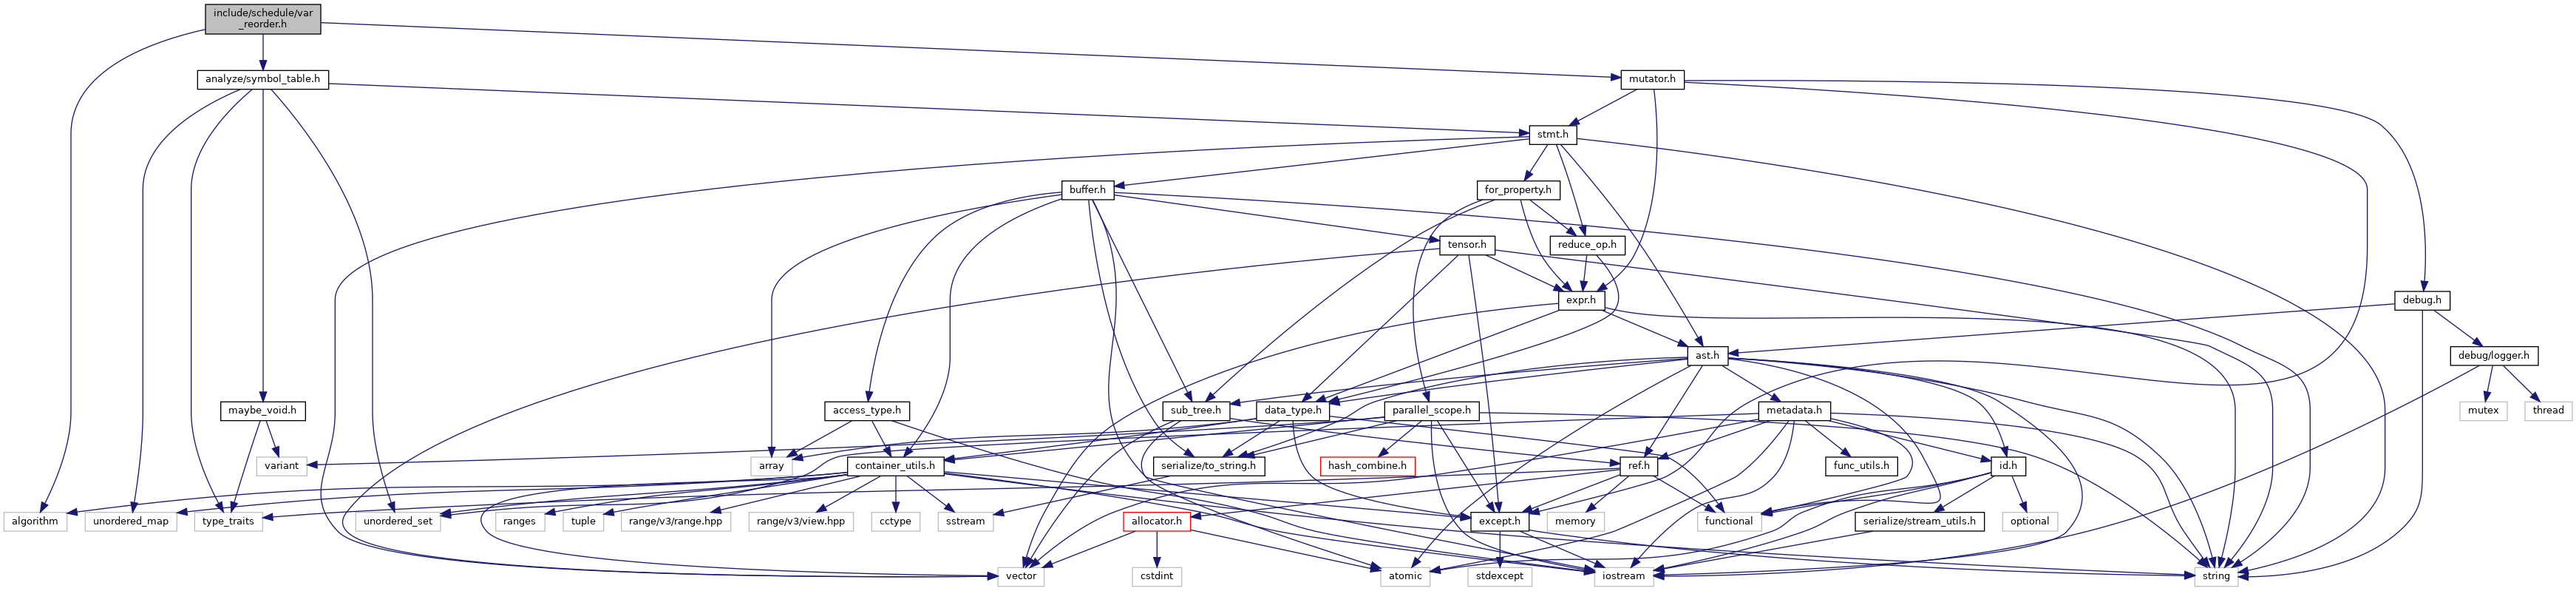 include/schedule/var
_reorder.h
analyze/symbol_table.h
mutator.h
stmt.h
buffer.h
for_property.h
tensor.h
reduce_op.h
expr.h
debug.h
ast.h
debug/logger.h
maybe_void.h
access_type.h
sub_tree.h
data_type.h
parallel_scope.h
metadata.h
mutex
thread
variant
array
container_utils.h
serialize/to_string.h
hash_combine.h
ref.h
func_utils.h
id.h
algorithm
unordered_map
type_traits
unordered_set
ranges
tuple
range/v3/range.hpp
range/v3/view.hpp
cctype
sstream
allocator.h
except.h
memory
functional
serialize/stream_utils.h
optional
vector
cstdint
atomic
stdexcept
iostream
string